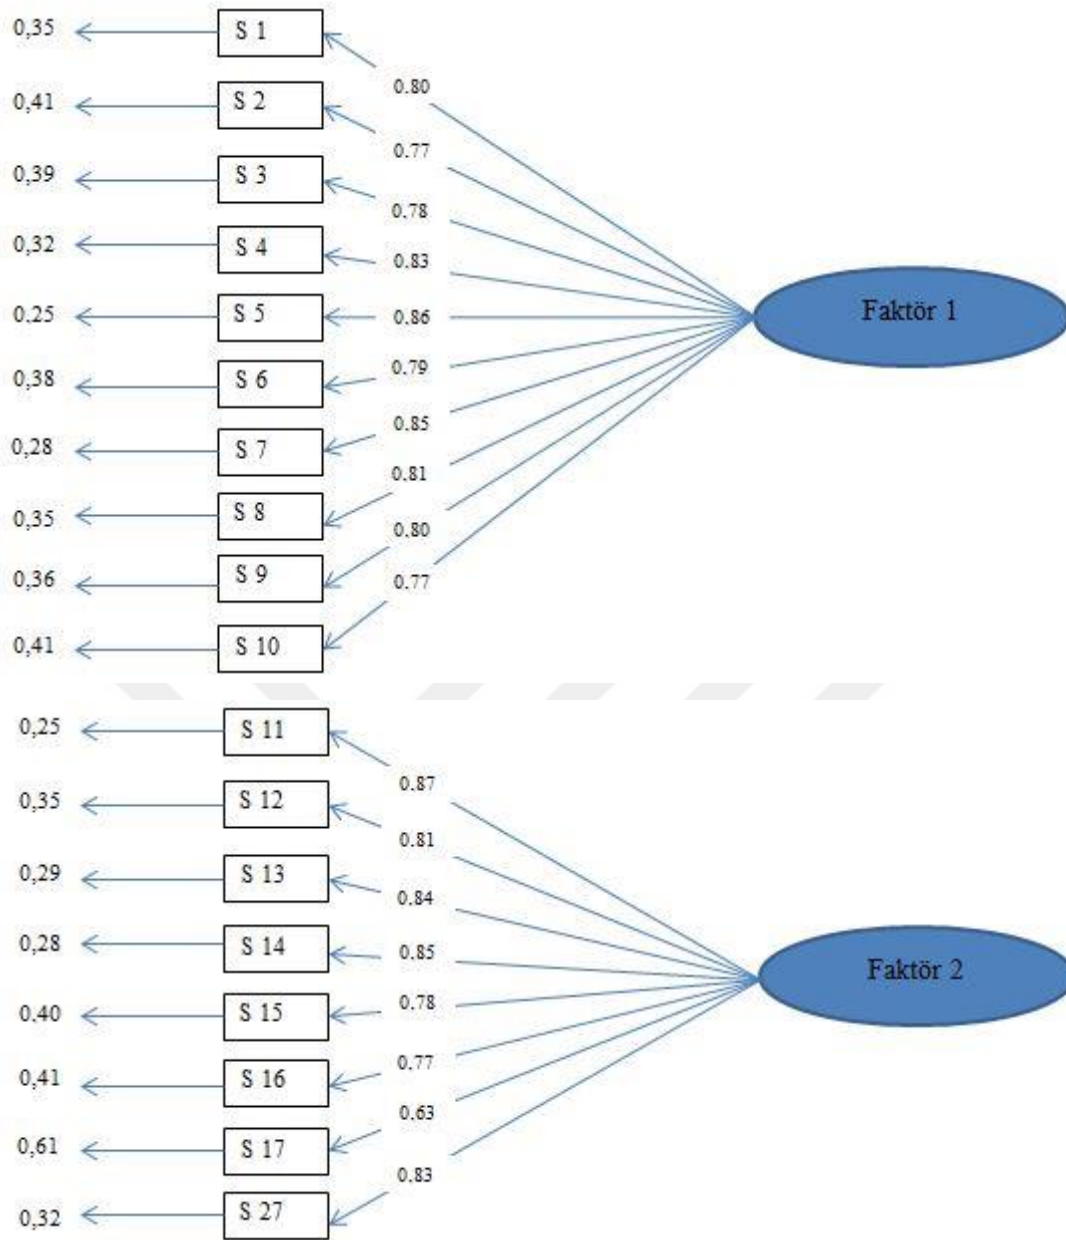 0,35 S 1 0.80
0,41 S 2 0.77
0,39 S 3 0.78
0,32 S 4 0.83
0,25 S 5 0.86 Faktör 1
0,38 S 6 0.79
0,28 S 7 0.85
0,35 S 8 0.81
0,36 S 9 0.80
0,41 S 10 0.77
0,25 S 11 0.87
0,35 S 12 0.81
0,29 S 13 0.84
0,28 S 14 0.85 Faktör 2
0,40 S 15 0.78
0,41 S 16 0.77
0,61 S 17 0.63
0,32 S 27 0.83